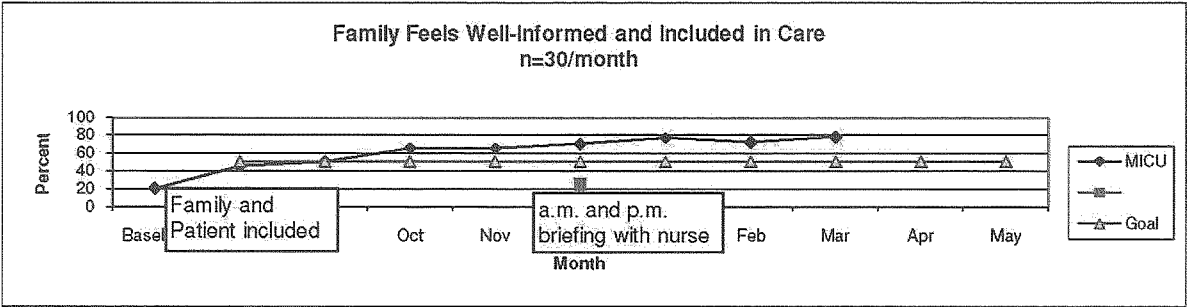 Family Feels Well-Informed and Included in Care
n=30/month
Percent
100
80
60
40
20
0
Family and
Patient included
a.m. and p.m.
briefing with nurse
Oct
Nov
Feb
Mar
Apr
May
Month
MICU
Goal